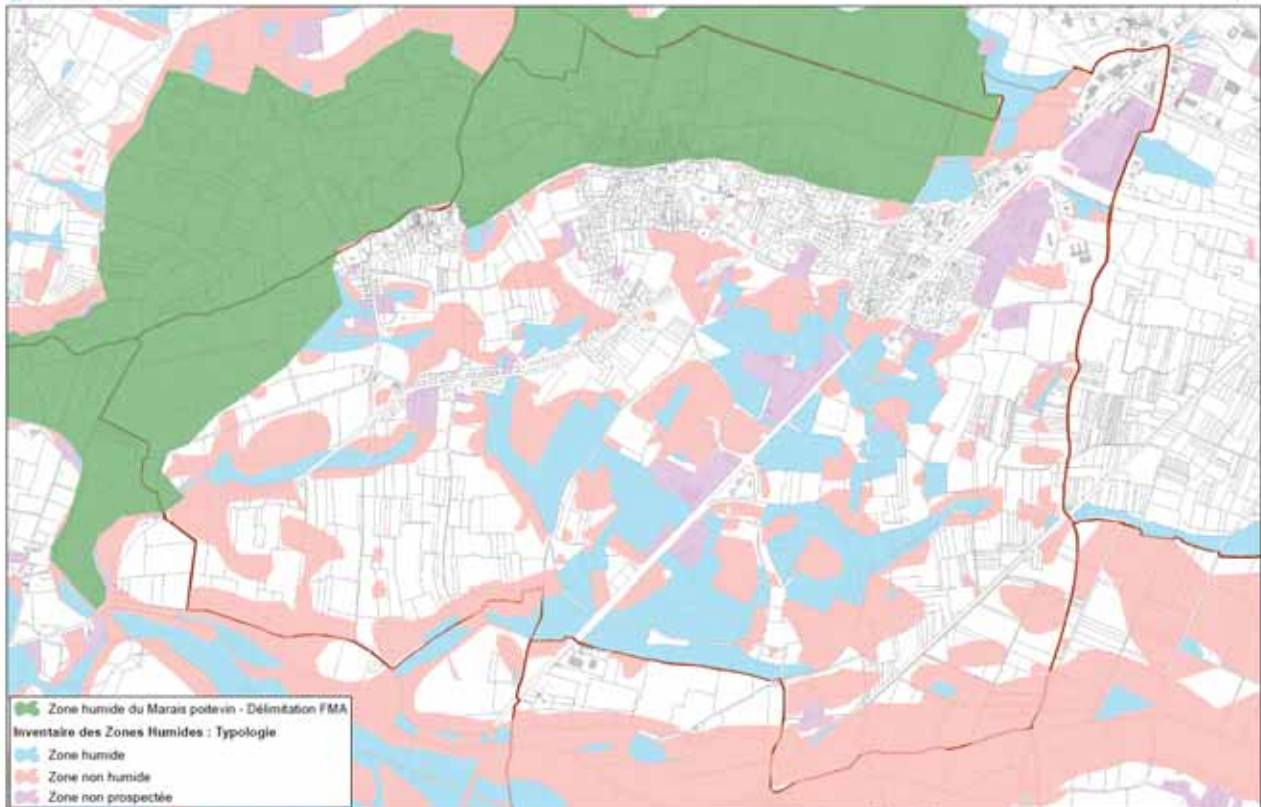 Zone humide du Marais poitevin - Délimitation FMA
Inventaire des Zones Humides : Typologie
Zone humide
Zone non humide
Zone non prospectée